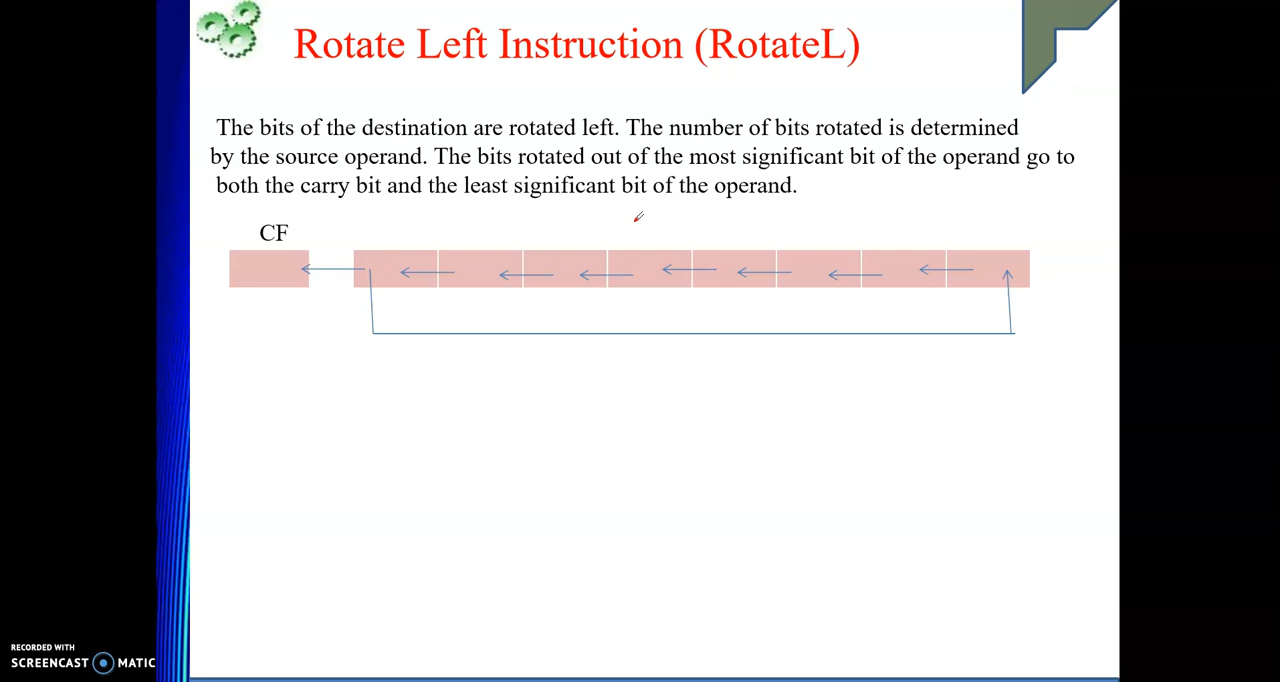 Rotate Left Instruction (RotateL)
The bits of the destination are rotated left. The number of bits rotated is determined
by the source operand. The bits rotated out of the most significant bit of the operand go to
both the carry bit and the least significant bit of the operand.
CF
RECORDED WITH
SCREENCAST MATIC